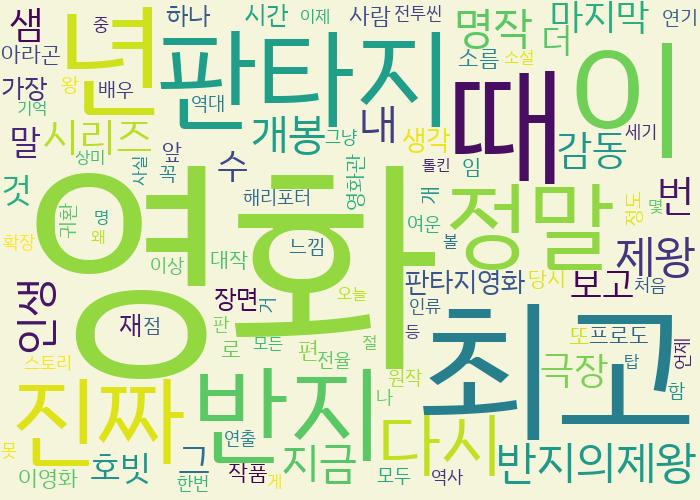 샘
년
중
하나
시간
이제
사람
전투씬
명작
마지막
연기
아라곤
판타지
더
소름
소설
이
가장
왕
배우
역대
내
때
기억
개봉
그냥
생각
감동
세기
말
시리즈
상미
사실
앞
꼭
수
톨킨
임
것
해리포터
영화관
개
정말
번
정도
몇
귀환
명
왜
영화
여운
볼
확장
느낌
제왕
이상
대작
판타지영화
당시
보고
처음
인생
장면
거
오늘
인류
재
점
판
로
모든
편
전율
절
등
최고
또
프로도
언제
스토리
진짜
반지
원작
나
극장
탑
함
못
그
연출
지금
다시
반지의제왕
이영화
호빗
한번
작품
게
모두
역사